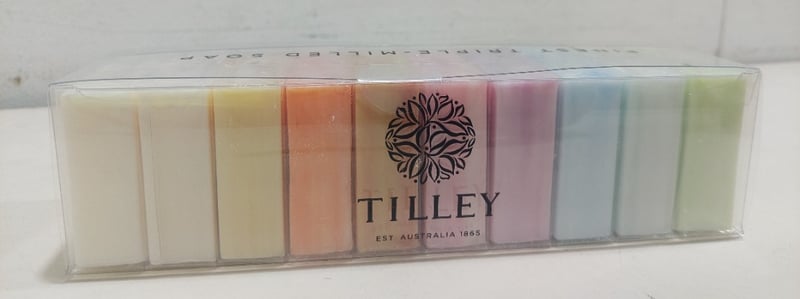 FINEST TRIPLE-MILLED SOAP
TILLEY
EST. AUSTRALIA 1865